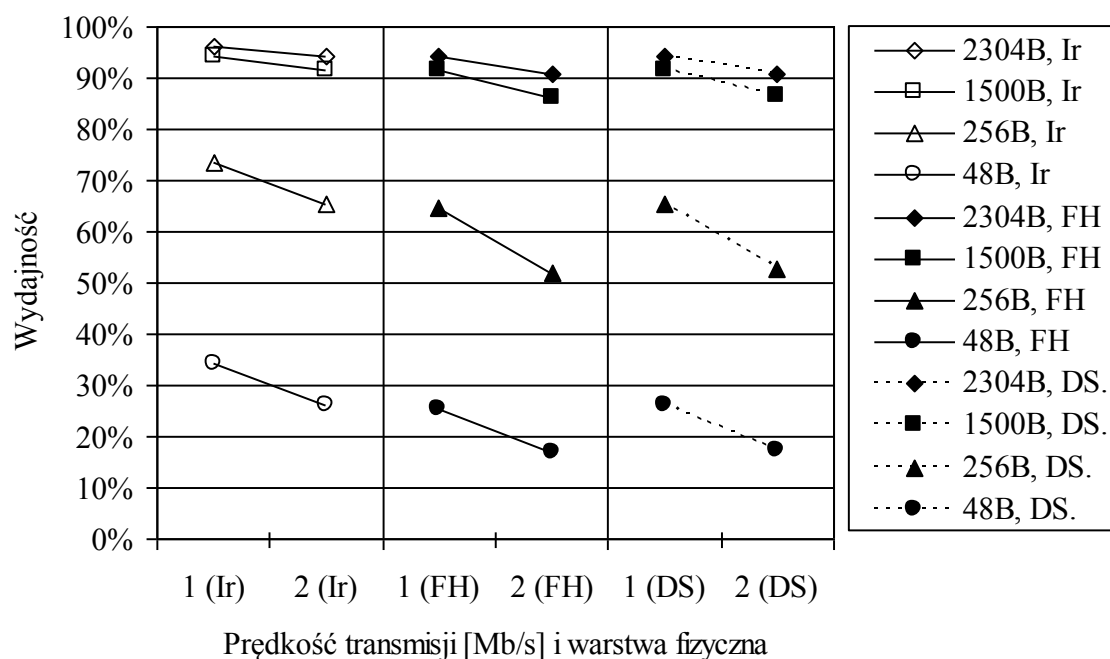 100%
90%
80%
70%
60%
50%
40%
30%
20%
10%
0%
Wydajność
1 (Ir) 2 (Ir) 1 (FH) 2 (FH) 1 (DS) 2 (DS)
Prędkość transmisji [Mb/s] i warstwa fizyczna
2304B, Ir
1500B, Ir
256B, Ir
48B, Ir
2304B, FH
1500B, FH
256B, FH
48B, FH
2304B, DS.
1500B, DS.
256B, DS.
48B, DS.